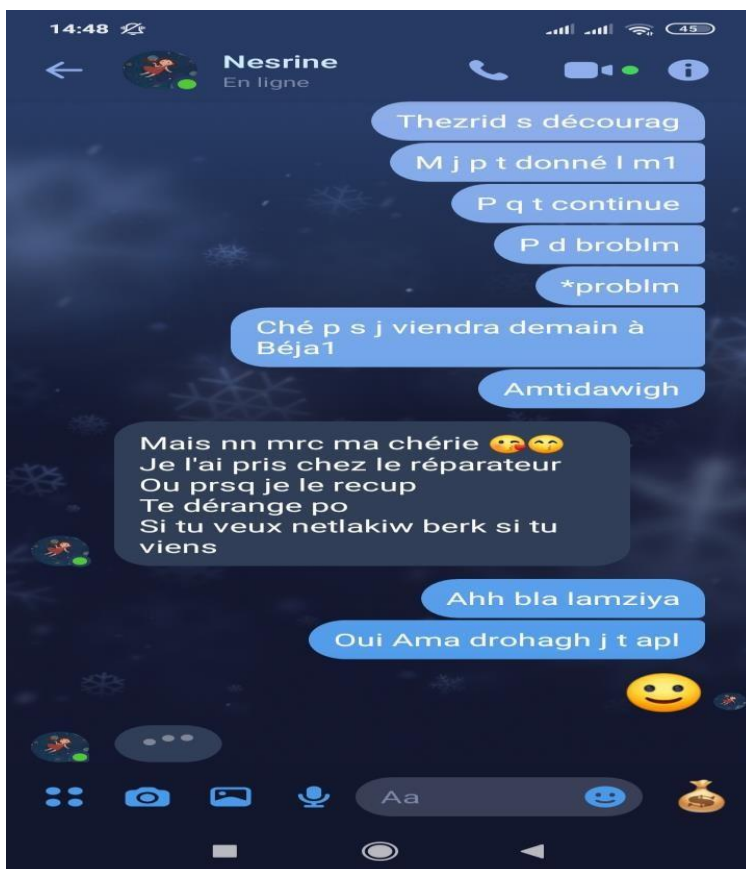 14:48
45
Nesrine
En ligne
Thezrid s décourag
M j p t donné l m1
P q t continue
P d broblm
*problm
Ché p s j viendra demain à
Béja1
Amtidawigh
Mais nn mrc ma chérie 😘😙
Je l'ai pris chez le réparateur
Ou prsq je le recup
Te dérange po
Si tu veux netlakiw berk si tu
viens
Ahh bla lamziya
Oui Ama drohagh j t apl
🙂
Aa